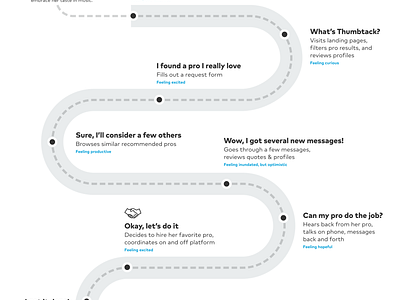 embrace her taste in music.
What's Thumbtack?
Visits landing pages,
filters pro results, and
reviews profiles
Feeling curious
I found a pro I really love
Fills out a request form
Feeling excited
Sure, I'll consider a few others
Browses similar recommended pros
Feeling productive
Wow, I got several new messages!
Goes through a few messages,
reviews quotes & profiles
Feeling inundated, but optimistic
Can my pro do the job?
Hears back from her pro,
talks on phone, messages
back and forth
Feeling hopeful
Okay, let's do it
Decides to hire her favorite pro,
coordinates on and off platform
Feeling excited